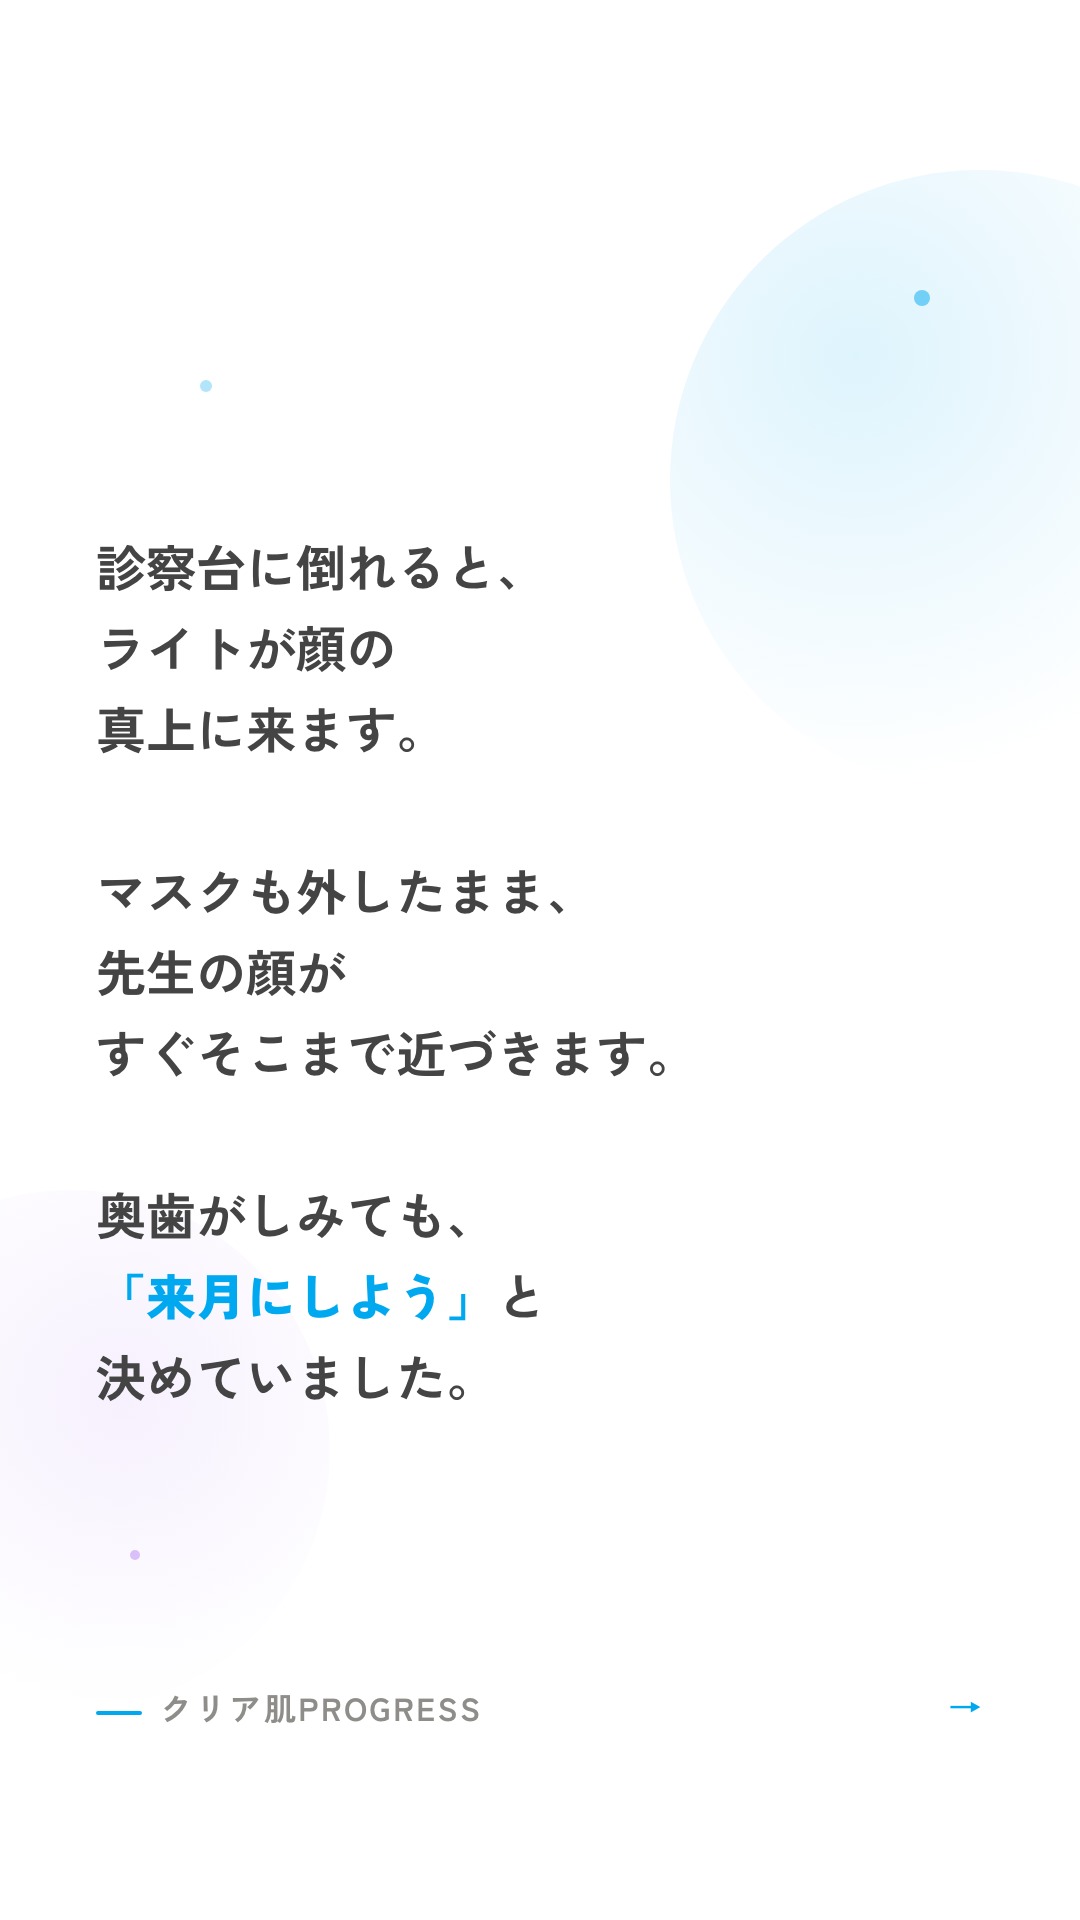 診察台に倒れると、
ライトが顔の
真上に来ます。
マスクも外したまま、
先生の顔が
すぐそこまで近づきます。
奥歯がしみても、
「来月にしよう」と
決めていました。
クリア肌PROGRESS →